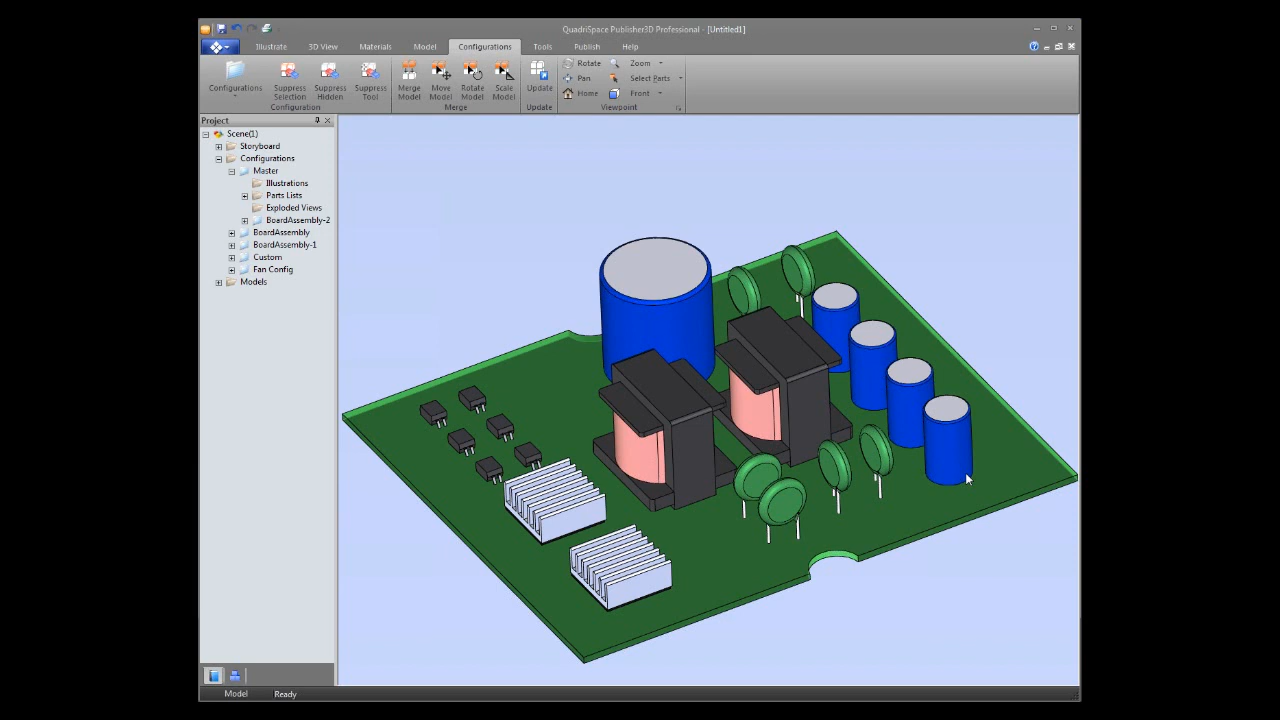 QuadriSpace Publisher3D Professional - [Untitled1]
Illustrate 3D View Materials Model Configurations Tools Publish Help
Configurations
Suppress Selection
Suppress Hidden
Suppress Tool
Configuration
Merge Model
Move Model
Rotate Model
Scale Model
Merge
Update
Update
Rotate Zoom
Pan Select Parts
Home Front
Viewpoint
Project
Scene(1)
Storyboard
Configurations
Master
Illustrations
Parts Lists
Exploded Views
BoardAssembly-2
BoardAssembly
BoardAssembly-1
Custom
Fan Config
Models
Model Ready